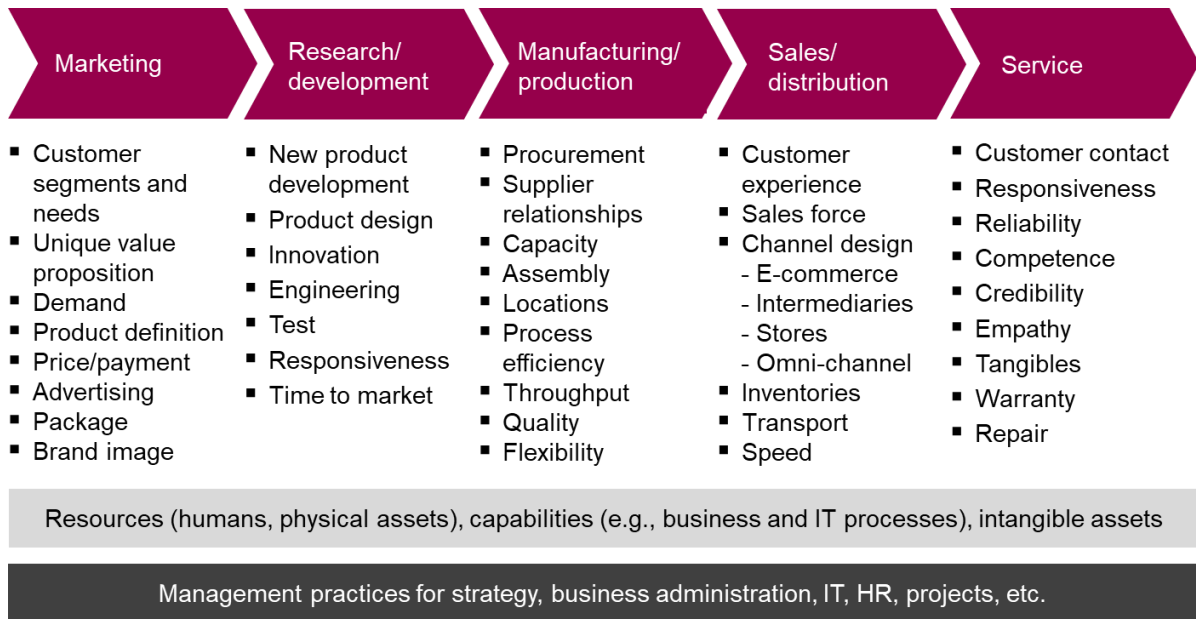 Marketing
Research/
development
Manufacturing/
production
Sales/
distribution
Service
▪ Customer
segments and
needs
▪ Unique value
proposition
▪ Demand
▪ Product definition
▪ Price/payment
▪ Advertising
▪ Package
▪ Brand image
▪ New product
development
▪ Product design
▪ Innovation
▪ Engineering
▪ Test
▪ Responsiveness
▪ Time to market
▪ Procurement
▪ Supplier
relationships
▪ Capacity
▪ Assembly
▪ Locations
▪ Process
efficiency
▪ Throughput
▪ Quality
▪ Flexibility
▪ Customer
experience
▪ Sales force
▪ Channel design
- E-commerce
- Intermediaries
- Stores
- Omni-channel
▪ Inventories
▪ Transport
▪ Speed
▪ Customer contact
▪ Responsiveness
▪ Reliability
▪ Competence
▪ Credibility
▪ Empathy
▪ Tangibles
▪ Warranty
▪ Repair
Resources (humans, physical assets), capabilities (e.g., business and IT processes), intangible assets
Management practices for strategy, business administration, IT, HR, projects, etc.